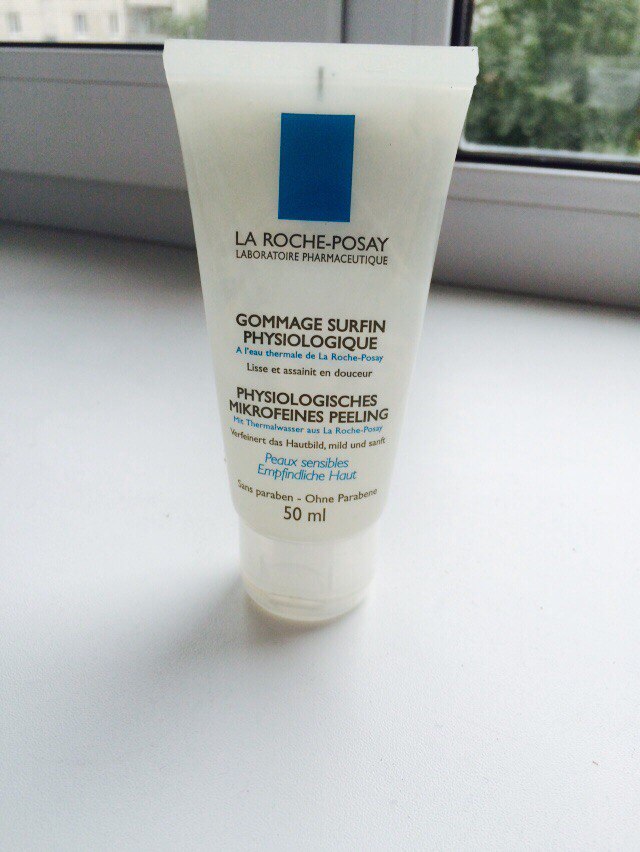 LA ROCHE-POSAY
LABORATOIRE PHARMACEUTIQUE
GOMMAGE SURFIN
PHYSIOLOGIQUE
A l'eau thermale de La Roche-Posay
Lisse et assainit en douceur
PHYSIOLOGISCHES
MIKROFEINES PEELING
Mit Thermalwasser aus La Roche-Posay
Verfeinert das Hautbild, mild und sanft
Peaux sensibles
Empfindliche Haut
Sans paraben - Ohne Parabene
50 ml